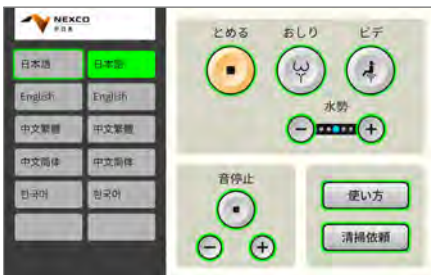 NEXCO
日本語 日本語
English English
中文繁體 中文繁體
中文简体 中文简体
한국어 한국어
とめる おしり ビデ
水勢
音停止
使い方
清掃依頼